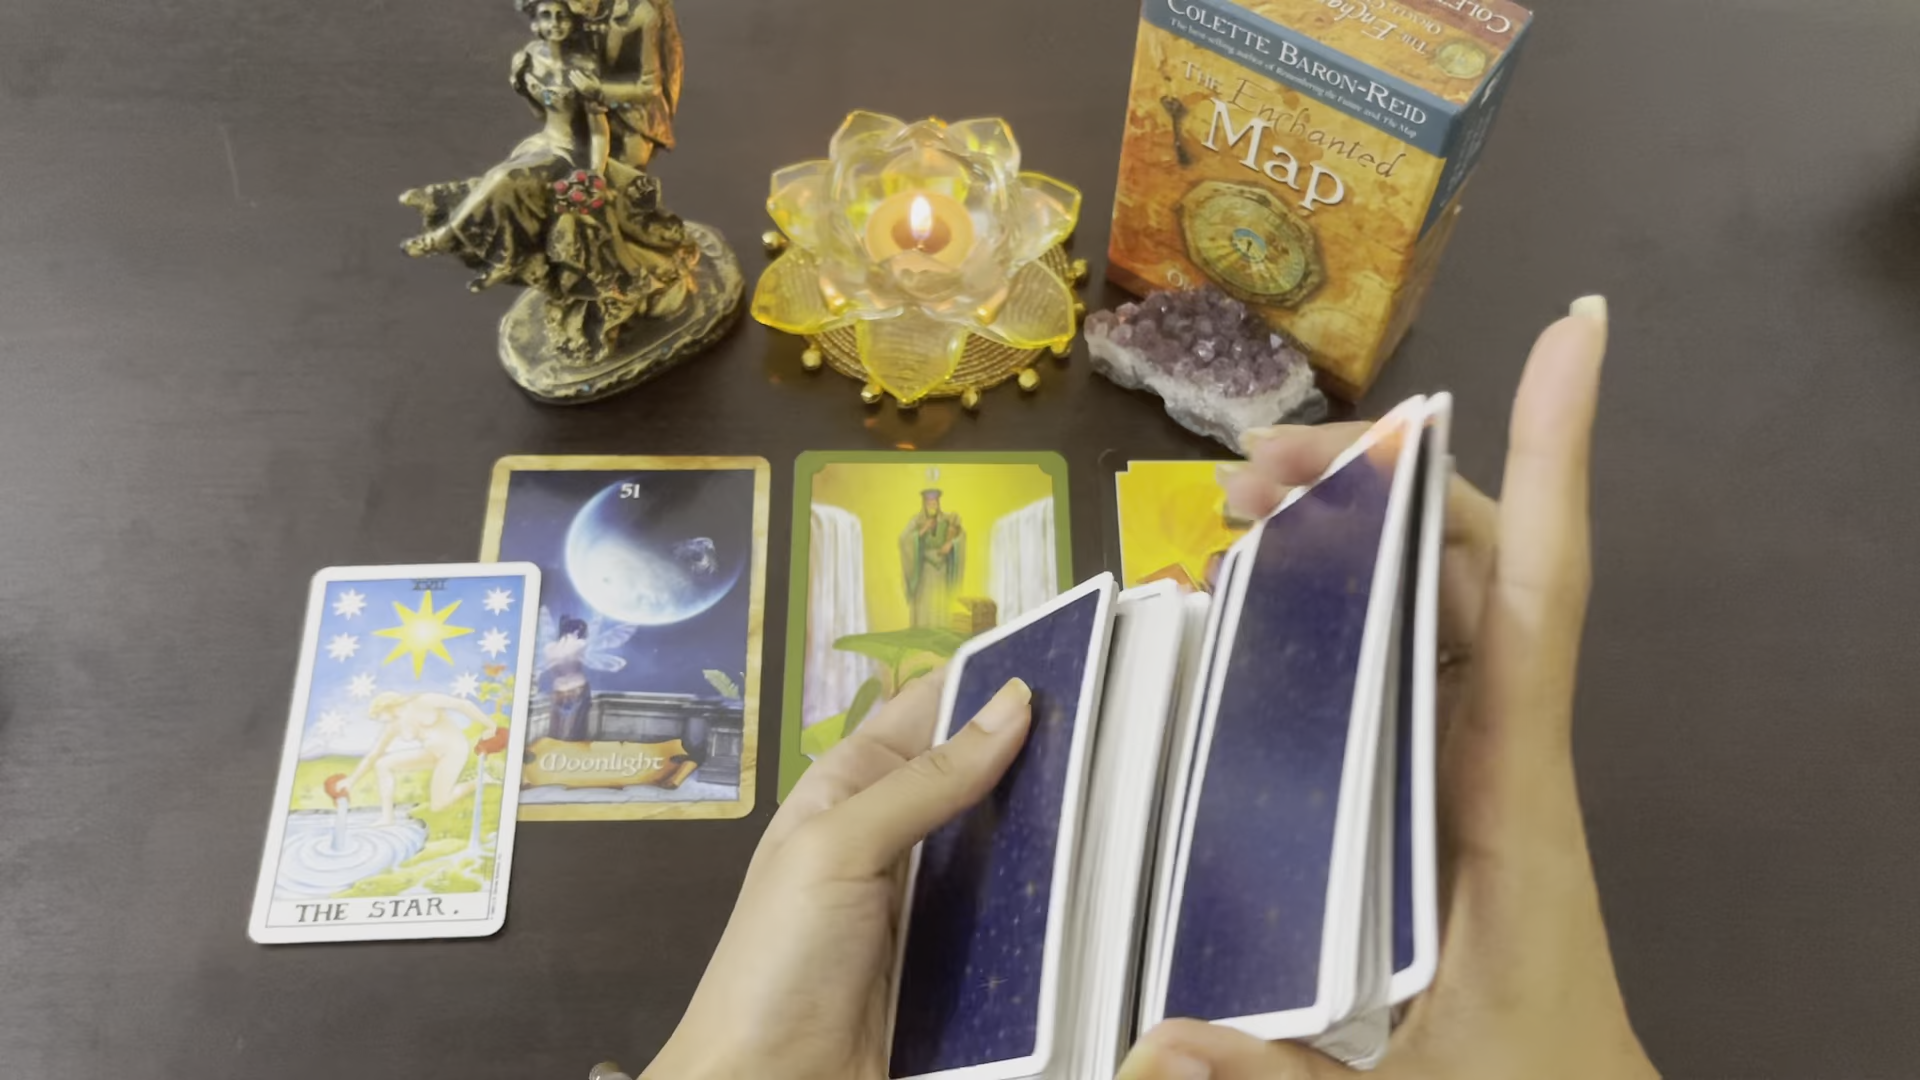 COLETTE BARON-REID
The best-selling author of Remembering the Future and The Map
THE Enchanted
Map
51
Moonlight
XVII
THE STAR.